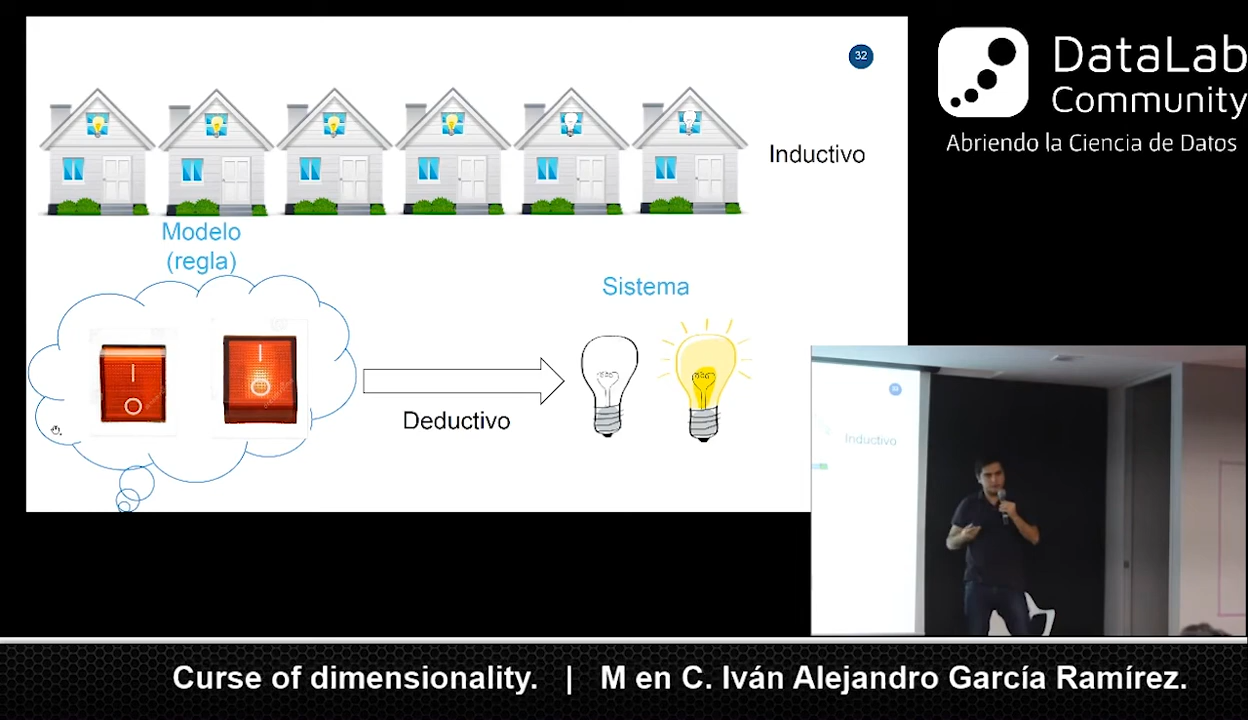 32
DataLab
Community
Abriendo la Ciencia de Datos
Inductivo
Modelo
(regla)
Sistema
Deductivo
Inductivo
Curse of dimensionality. | M en C. Iván Alejandro García Ramírez.